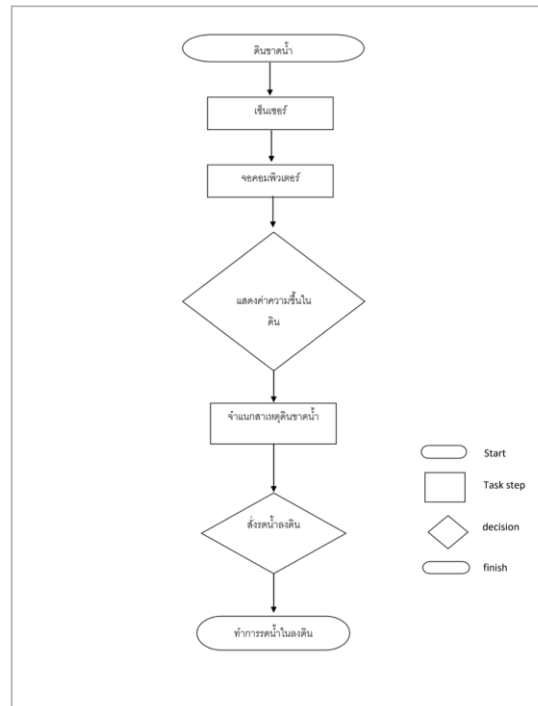 ดินขาดน้ำ
เซ็นเซอร์
จอคอมพิวเตอร์
แสดงค่าความชื้นใน
ดิน
จำแนกสาเหตุดินขาดน้ำ
สั่งรดน้ำลงดิน
ทำการรดน้ำในลงดิน
Start
Task step
decision
finish